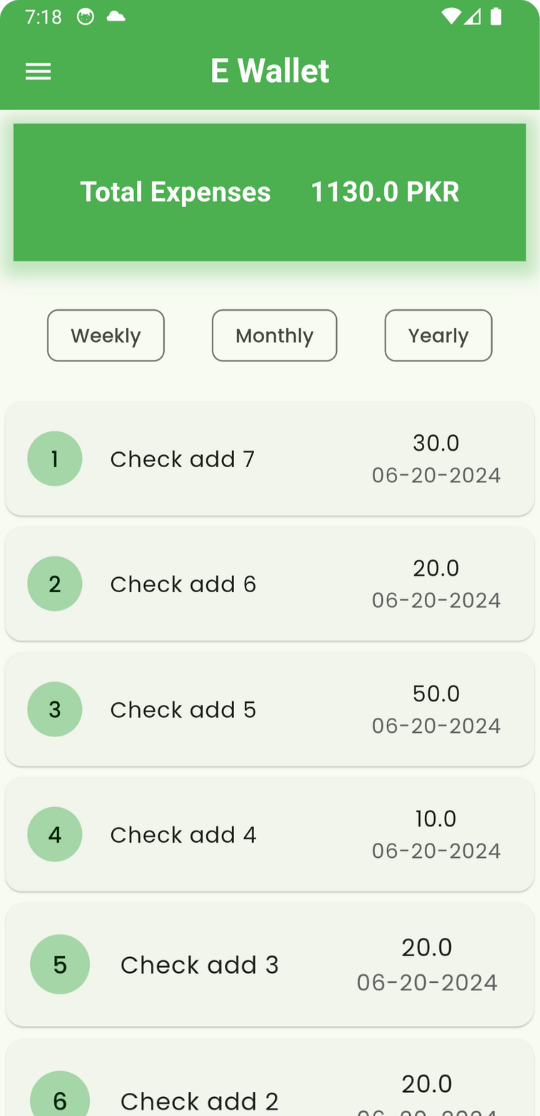 7:18
E Wallet
Total Expenses 1130.0 PKR
Weekly Monthly Yearly
1 Check add 7 30.0
06-20-2024
2 Check add 6 20.0
06-20-2024
3 Check add 5 50.0
06-20-2024
4 Check add 4 10.0
06-20-2024
5 Check add 3 20.0
06-20-2024
6 Check add 2 20.0